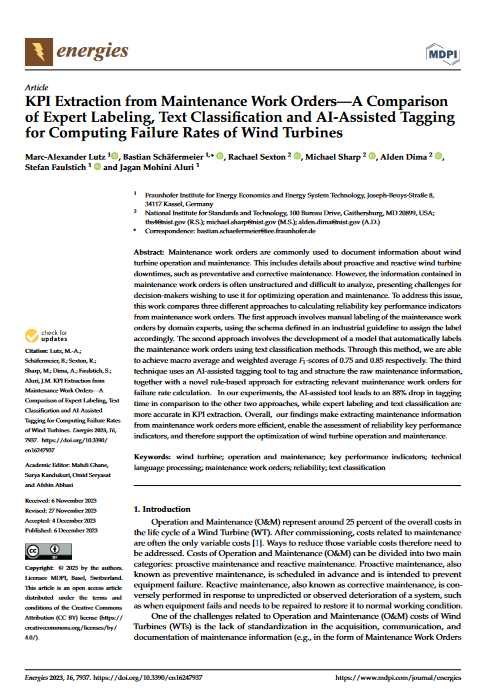 energies
MDPI
Article
KPI Extraction from Maintenance Work Orders—A Comparison
of Expert Labeling, Text Classification and AI-Assisted Tagging
for Computing Failure Rates of Wind Turbines
Marc-Alexander Lutz 1, Bastian Schäfermeier 1,*, Rachael Sexton 2, Michael Sharp 2, Alden Dima 2,
Stefan Faulstich 1 and Jagan Mohini Aluri 1
1 Fraunhofer Institute for Energy Economics and Energy System Technology, Joseph-Beuys-Straße 8,
34117 Kassel, Germany
2 National Institute for Standards and Technology, 100 Bureau Drive, Gaithersburg, MD 20899, USA;
(R.S.); michael.sharp@nist.gov (M.S.); alden.dima@nist.gov (A.D.)
* Correspondence: bastian.schaefermeier@iee.fraunhofer.de
Abstract: Maintenance work orders are commonly used to document information about wind
turbine operation and maintenance. This includes details about proactive and reactive wind turbine
downtimes, such as preventative and corrective maintenance. However, the information contained in
maintenance work orders is often unstructured and difficult to analyze, presenting challenges for
decision-makers wishing to use it for optimizing operation and maintenance. To address this issue,
this work compares three different approaches to calculating reliability key performance indicators
from maintenance work orders. The first approach involves manual labeling of the maintenance work
orders by domain experts, using the schema defined in an industrial guideline to assign the label
accordingly. The second approach involves the development of a model that automatically labels
the maintenance work orders using text classification methods. Through this method, we are able
to achieve macro average and weighted average F1-scores of 0.75 and 0.85 respectively. The third
technique uses an AI-assisted tagging tool to tag and structure the raw maintenance information,
together with a novel rule-based approach for extracting relevant maintenance work orders for
failure rate calculation. In our experiments, the AI-assisted tool leads to an 88% drop in tagging
time in comparison to the other two approaches, while expert labeling and text classification are
more accurate in KPI extraction. Overall, our findings make extracting maintenance information
from maintenance work orders more efficient, enable the assessment of reliability key performance
indicators, and therefore support the optimization of wind turbine operation and maintenance.
Keywords: wind turbine; operation and maintenance; key performance indicators; technical
language processing; maintenance work orders; reliability; text classification
check for
updates
Citation: Lutz, M.-A.;
Schäfermeier, B.; Sexton, R.;
Sharp, M.; Dima, A.; Faulstich, S.;
Aluri, J.M. KPI Extraction from
Maintenance Work Orders—A
Comparison of Expert Labeling, Text
Classification and AI-Assisted Tagging
for Computing Failure Rates
of Wind Turbines. Energies 2023, 16,
7937. https://doi.org/10.3390/
en16247937
Academic Editor: Mahdi Ghane,
Surya Kandukuri, Omid Seryasat
and Afshin Abbasi
Received: 6 November 2023
Revised: 27 November 2023
Accepted: 4 December 2023
Published: 6 December 2023
CC BY
Copyright: © 2023 by the authors.
Licensee MDPI, Basel, Switzerland.
This article is an open access article
distributed under the terms and
conditions of the Creative Commons
Attribution (CC BY) license (https://
creativecommons.org/licenses/by/
4.0/).
1. Introduction
Operation and Maintenance (O&M) represent around 25 percent of the overall costs in
the life cycle of a Wind Turbine (WT). After commissioning, costs related to maintenance
are often the only variable costs [1]. Ways to reduce those variable costs therefore need to
be addressed. Costs of Operation and Maintenance (O&M) can be divided into two main
categories: proactive maintenance and reactive maintenance. Proactive maintenance, also
known as preventive maintenance, is scheduled in advance and is intended to prevent
equipment failure. Reactive maintenance, also known as corrective maintenance, is con-
versely performed in response to unpredicted or observed deterioration of a system, such
as when equipment fails and needs to be repaired to restore it to normal working condition.
One of the challenges related to Operation and Maintenance (O&M) costs of Wind
Turbines (WTs) is the lack of standardization in the acquisition, communication, and
documentation of maintenance information (e.g., in the form of Maintenance Work Orders
Energies 2023, 16, 7937. https://doi.org/10.3390/en16247937
https://www.mdpi.com/journal/energies